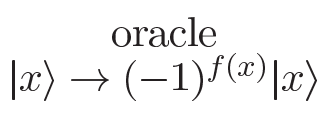 oracle
|x⟩ → (−1)^{f(x)}|x⟩